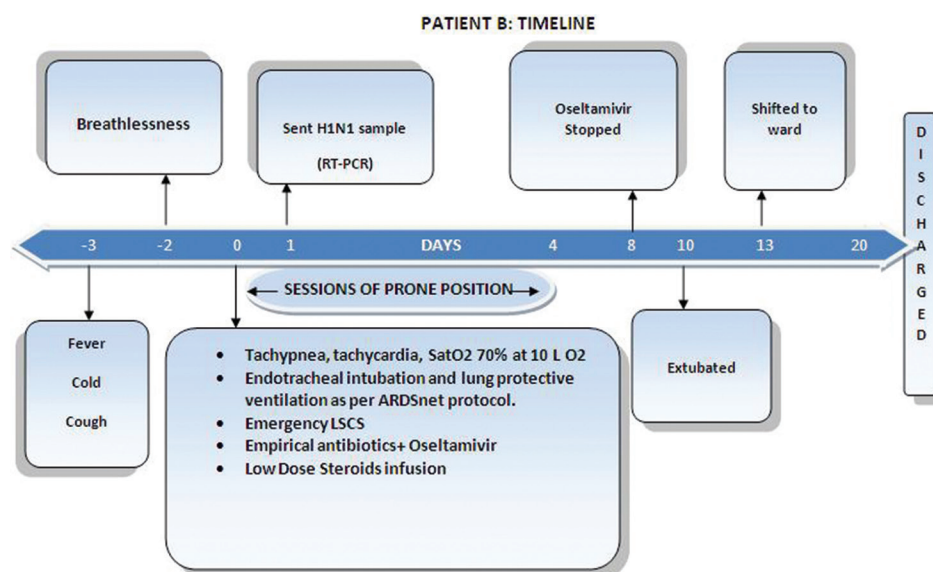 PATIENT B: TIMELINE
Breathlessness
Sent H1N1 sample
(RT-PCR)
Oseltamivir
Stopped
Shifted to
ward
-3 -2 0 1 DAYS 4 8 10 13 20
D
I
S
C
H
A
R
G
E
D
SESSIONS OF PRONE POSITION
Fever
Cold
Cough
• Tachypnea, tachycardia, SatO2 70% at 10 L O2
• Endotracheal intubation and lung protective
ventilation as per ARDSnet protocol.
• Emergency LSCS
• Empirical antibiotics+ Oseltamivir
• Low Dose Steroids infusion
Extubated